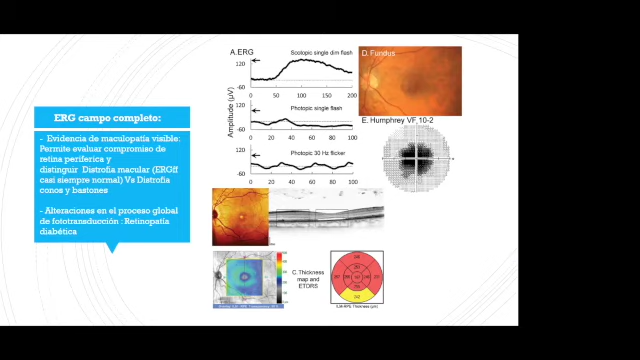 ERG campo completo:
- Evidencia de maculopatía visible:
Permite evaluar compromiso de
retina periferica y
distinguir Distrofia macular (ERGff
casi siempre normal) Vs Distrofia
conos y bastones
- Alteraciones en el proceso global
de fototransducción : Retinopatía
diabética
A. ERG
Scotopic single dim flash
120
-60
0 50 100 150 200
Photopic single flash
120
-60
0 20 40 60 80 100
Photopic 30 Hz flicker
120
-60
0 20 40 60 80 100
Amplitude (µV)
D. Fundus
E. Humphrey VF 10-2
C. Thickness
map and
ETDRS
ILM-RPE Thickness (µm)